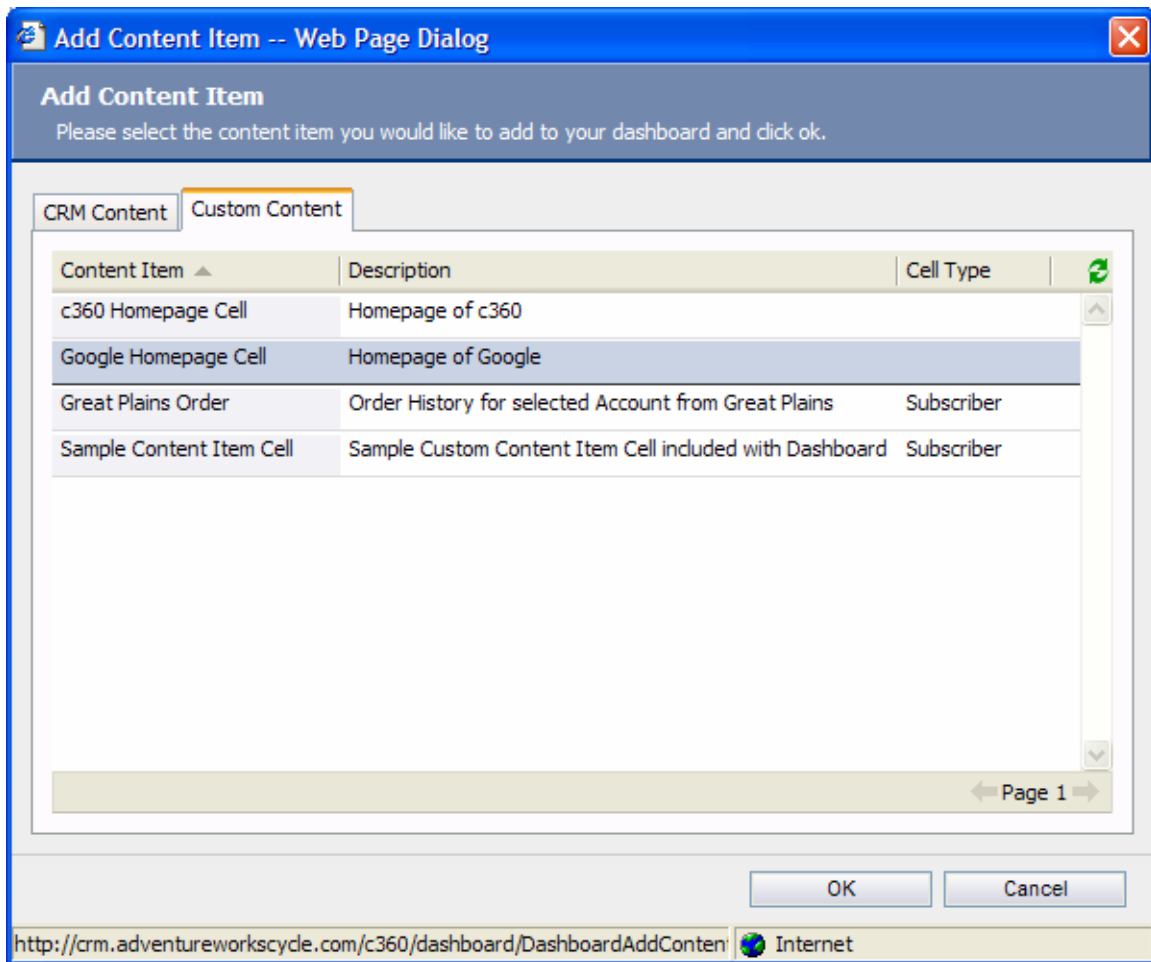 Add Content Item -- Web Page Dialog
Add Content Item
Please select the content item you would like to add to your dashboard and click ok.
CRM Content Custom Content
Content Item Description Cell Type
c360 Homepage Cell Homepage of c360
Google Homepage Cell Homepage of Google
Great Plains Order Order History for selected Account from Great Plains Subscriber
Sample Content Item Cell Sample Custom Content Item Cell included with Dashboard Subscriber
Page 1
OK Cancel
http://crm.adventureworkscycle.com/c360/dashboard/DashboardAddConten Internet